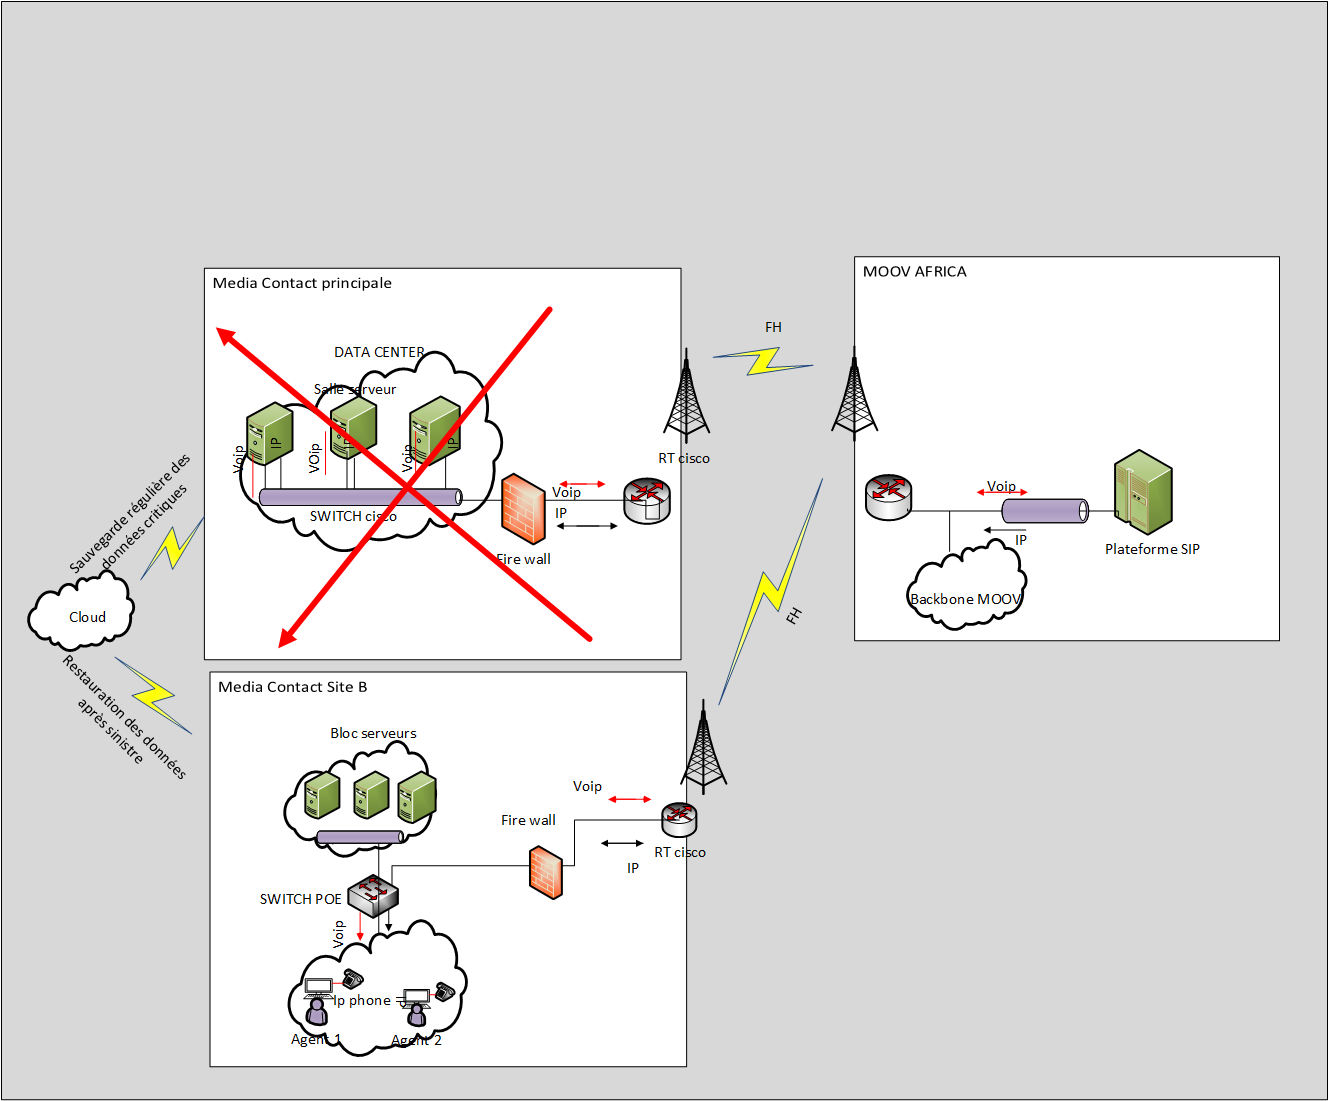 MOOV AFRICA
Media Contact principale
FH
DATA CENTER
Salle serveur
Voip
IP
VOip
IP
Voip
IP
SWITCH cisco
Fire wall
Voip
IP
RT cisco
Voip
IP
Plateforme SIP
Backbone MOOV
Sauvegarde régulière des
données critiques
Cloud
Restauration des données
après sinistre
FH
Media Contact Site B
Bloc serveurs
Voip
Fire wall
IP
RT cisco
SWITCH POE
Voip
Ip phone
Agent 1
Agent 2